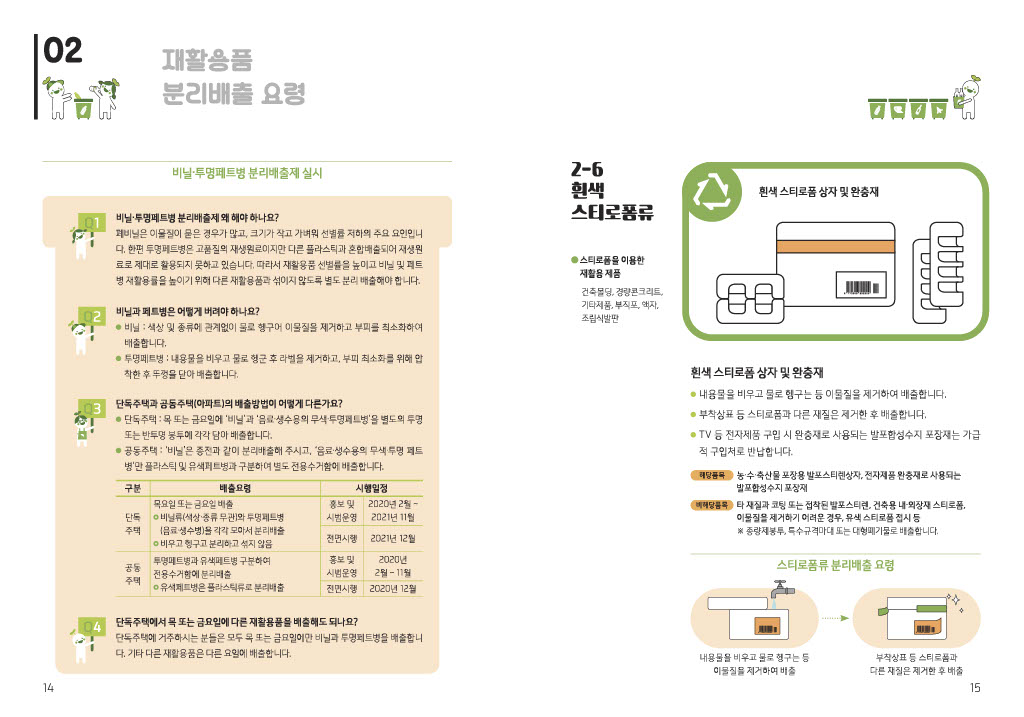 02
재활용품
분리배출 요령
비닐·투명페트병 분리배출제 실시
01
비닐·투명페트병 분리배출제 왜 해야 하나요?
폐비닐은 이물질이 묻은 경우가 많고, 크기가 작고 가벼워 선별률 저하의 주요 요인입니
다. 한편 투명페트병은 고품질의 재생원료이지만 다른 플라스틱과 혼합배출되어 재생원
료로 제대로 활용되지 못하고 있습니다. 따라서 재활용품 선별률을 높이고 비닐 및 페트
병 재활용률을 높이기 위해 다른 재활용품과 섞이지 않도록 별도 분리 배출해야 합니다.
02
비닐과 페트병은 어떻게 버려야 하나요?
비닐 : 색상 및 종류에 관계없이 물로 헹구어 이물질을 제거하고 부피를 최소화하여
배출합니다.
투명페트병 : 내용물을 비우고 물로 헹군 후 라벨을 제거하고, 부피 최소화를 위해 압
착한 후 뚜껑을 닫아 배출합니다.
03
단독주택과 공동주택(아파트)의 배출방법이 어떻게 다른가요?
단독주택 : 목 또는 금요일에 '비닐'과 '음료·생수용의 무색·투명페트병'을 별도의 투명
또는 반투명 봉투에 각각 담아 배출합니다.
공동주택 : '비닐'은 종전과 같이 분리배출해 주시고, '음료·생수용의 무색·투명 페트
병'만 플라스틱 및 유색페트병과 구분하여 별도 전용수거함에 배출합니다.
구분 배출요령 시행일정
단독
주택
목요일 또는 금요일 배출
비닐류(색상·종류 무관)와 투명페트병
(음료·생수병)을 각각 모아서 분리배출
비우고 헹구고 분리하고 섞지 않음
홍보 및
시범운영
2020년 2월 ~
2021년 11월
전면시행 2021년 12월
공동
주택
투명페트병과 유색페트병 구분하여
전용수거함에 분리배출
유색페트병은 플라스틱류로 분리배출
홍보 및
시범운영
2020년
2월 ~ 11월
전면시행 2020년 12월
04
단독주택에서 목 또는 금요일에 다른 재활용품을 배출해도 되나요?
단독주택에 거주하시는 분들은 모두 목 또는 금요일에만 비닐과 투명페트병을 배출합니
다. 기타 다른 재활용품은 다른 요일에 배출합니다.
14
2-6
흰색
스티로폼류
스티로폼을 이용한
재활용 제품
건축몰딩, 경량콘크리트,
기타제품, 부직포, 액자,
조립식발판
흰색 스티로폼 상자 및 완충재
흰색 스티로폼 상자 및 완충재
내용물을 비우고 물로 헹구는 등 이물질을 제거하여 배출합니다.
부착상표 등 스티로폼과 다른 재질은 제거한 후 배출합니다.
TV 등 전자제품 구입 시 완충재로 사용되는 발포합성수지 포장재는 가급
적 구입처로 반납합니다.
해당품목 농·수·축산물 포장용 발포스티렌상자, 전자제품 완충재로 사용되는
발포합성수지 포장재
비해당품목 타 재질과 코팅 또는 접착된 발포스티렌, 건축용 내·외장재 스티로폼,
이물질을 제거하기 어려운 경우, 유색 스티로폼 접시 등
※ 종량제봉투, 특수규격마대 또는 대형폐기물로 배출합니다.
스티로폼류 분리배출 요령
내용물을 비우고 물로 헹구는 등
이물질을 제거하여 배출
부착상표 등 스티로폼과
다른 재질은 제거한 후 배출
15